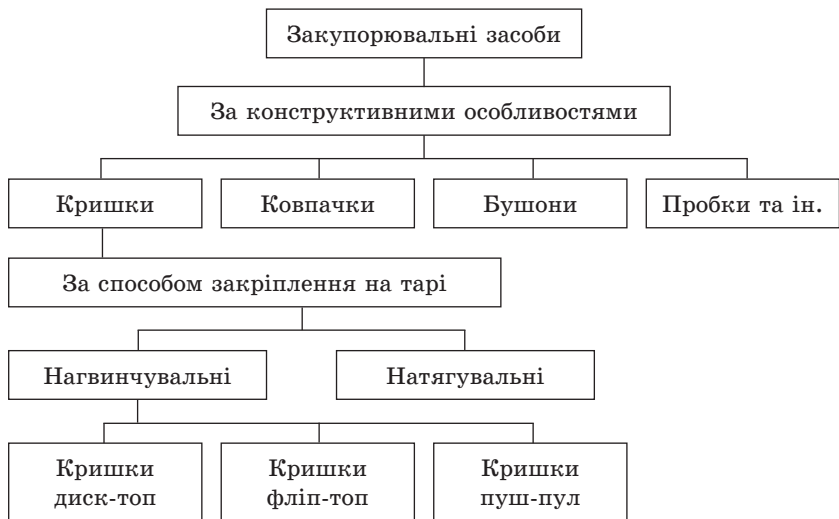 Закупорювальні засоби
За конструктивними особливостями
Кришки
Ковпачки
Бушони
Пробки та ін.
За способом закріплення на тарі
Нагвинчувальні
Натягувальні
Кришки
диск-топ
Кришки
фліп-топ
Кришки
пуш-пул